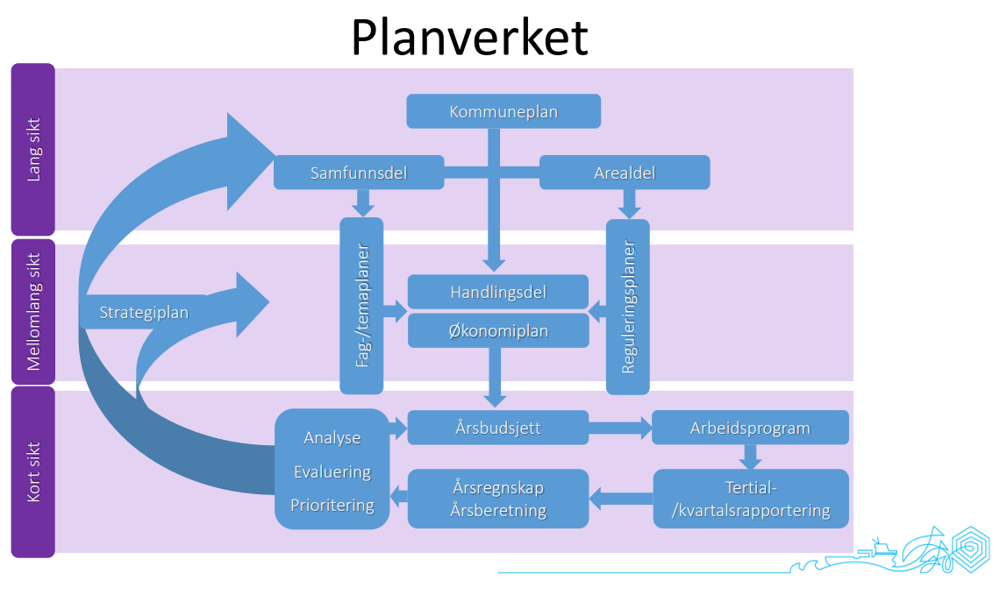 Planverket
Lang sikt
Kommuneplan
Samfunnsdel
Arealdel
Mellomlang sikt
Strategiplan
Fag-/temaplaner
Handlingsdel
Økonomiplan
Reguleringsplaner
Kort sikt
Analyse
Evaluering
Prioritering
Årsbudsjett
Arbeidsprogram
Årsregnskap
Årsberetning
Tertial-
/kvartalsrapportering